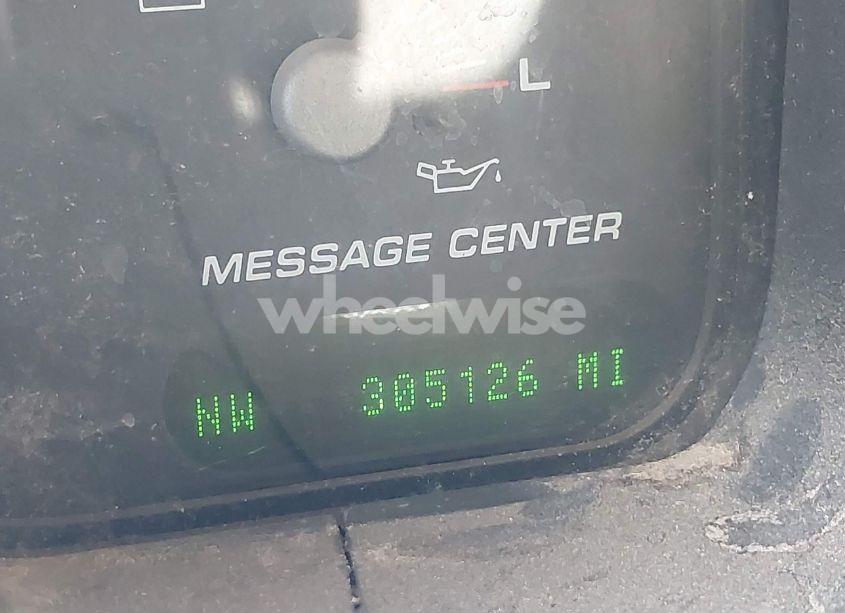 L
MESSAGE CENTER
wheelwise
NW 305126 MI